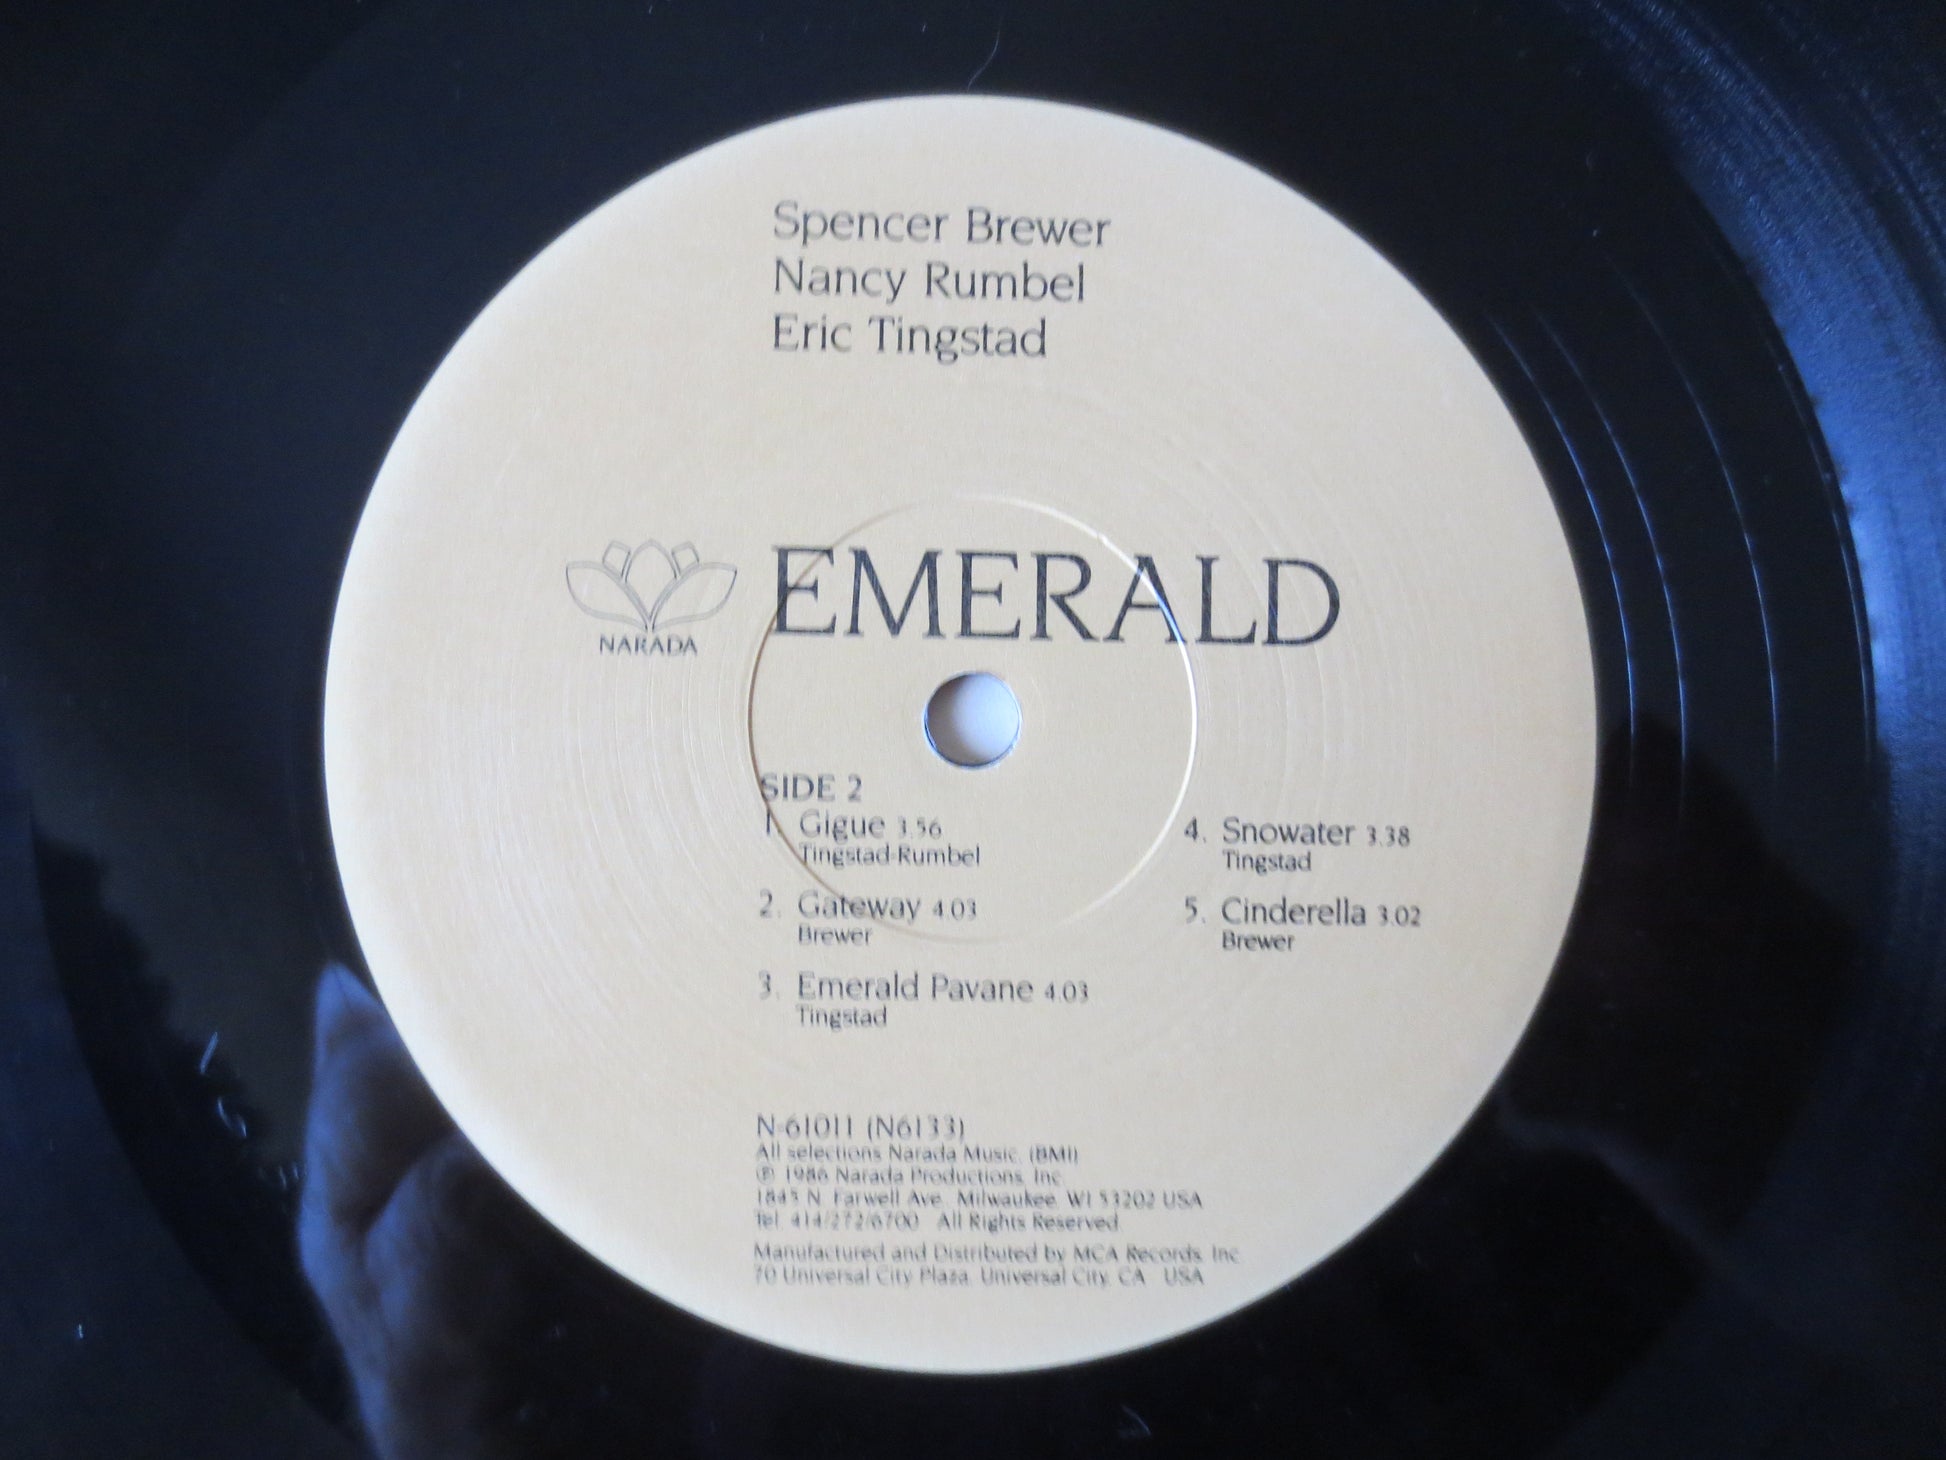 Spencer Brewer
Nancy Rumbel
Eric Tingstad
NARADA
EMERALD
SIDE 2
1. Gigue 3.56
Tingstad-Rumbel
2. Gateway 4.03
Brewer
3. Emerald Pavane 4.03
Tingstad
4. Snowater 3.38
Tingstad
5. Cinderella 3.02
Brewer
N-61011 (N6133)
All selections Narada Music, (BMI)
℗ 1986 Narada Productions, Inc.
1845 N. Farwell Ave., Milwaukee, WI 53202 USA
Tel. 414/272/6700 All Rights Reserved.
Manufactured and Distributed by MCA Records, Inc.
70 Universal City Plaza, Universal City, CA USA